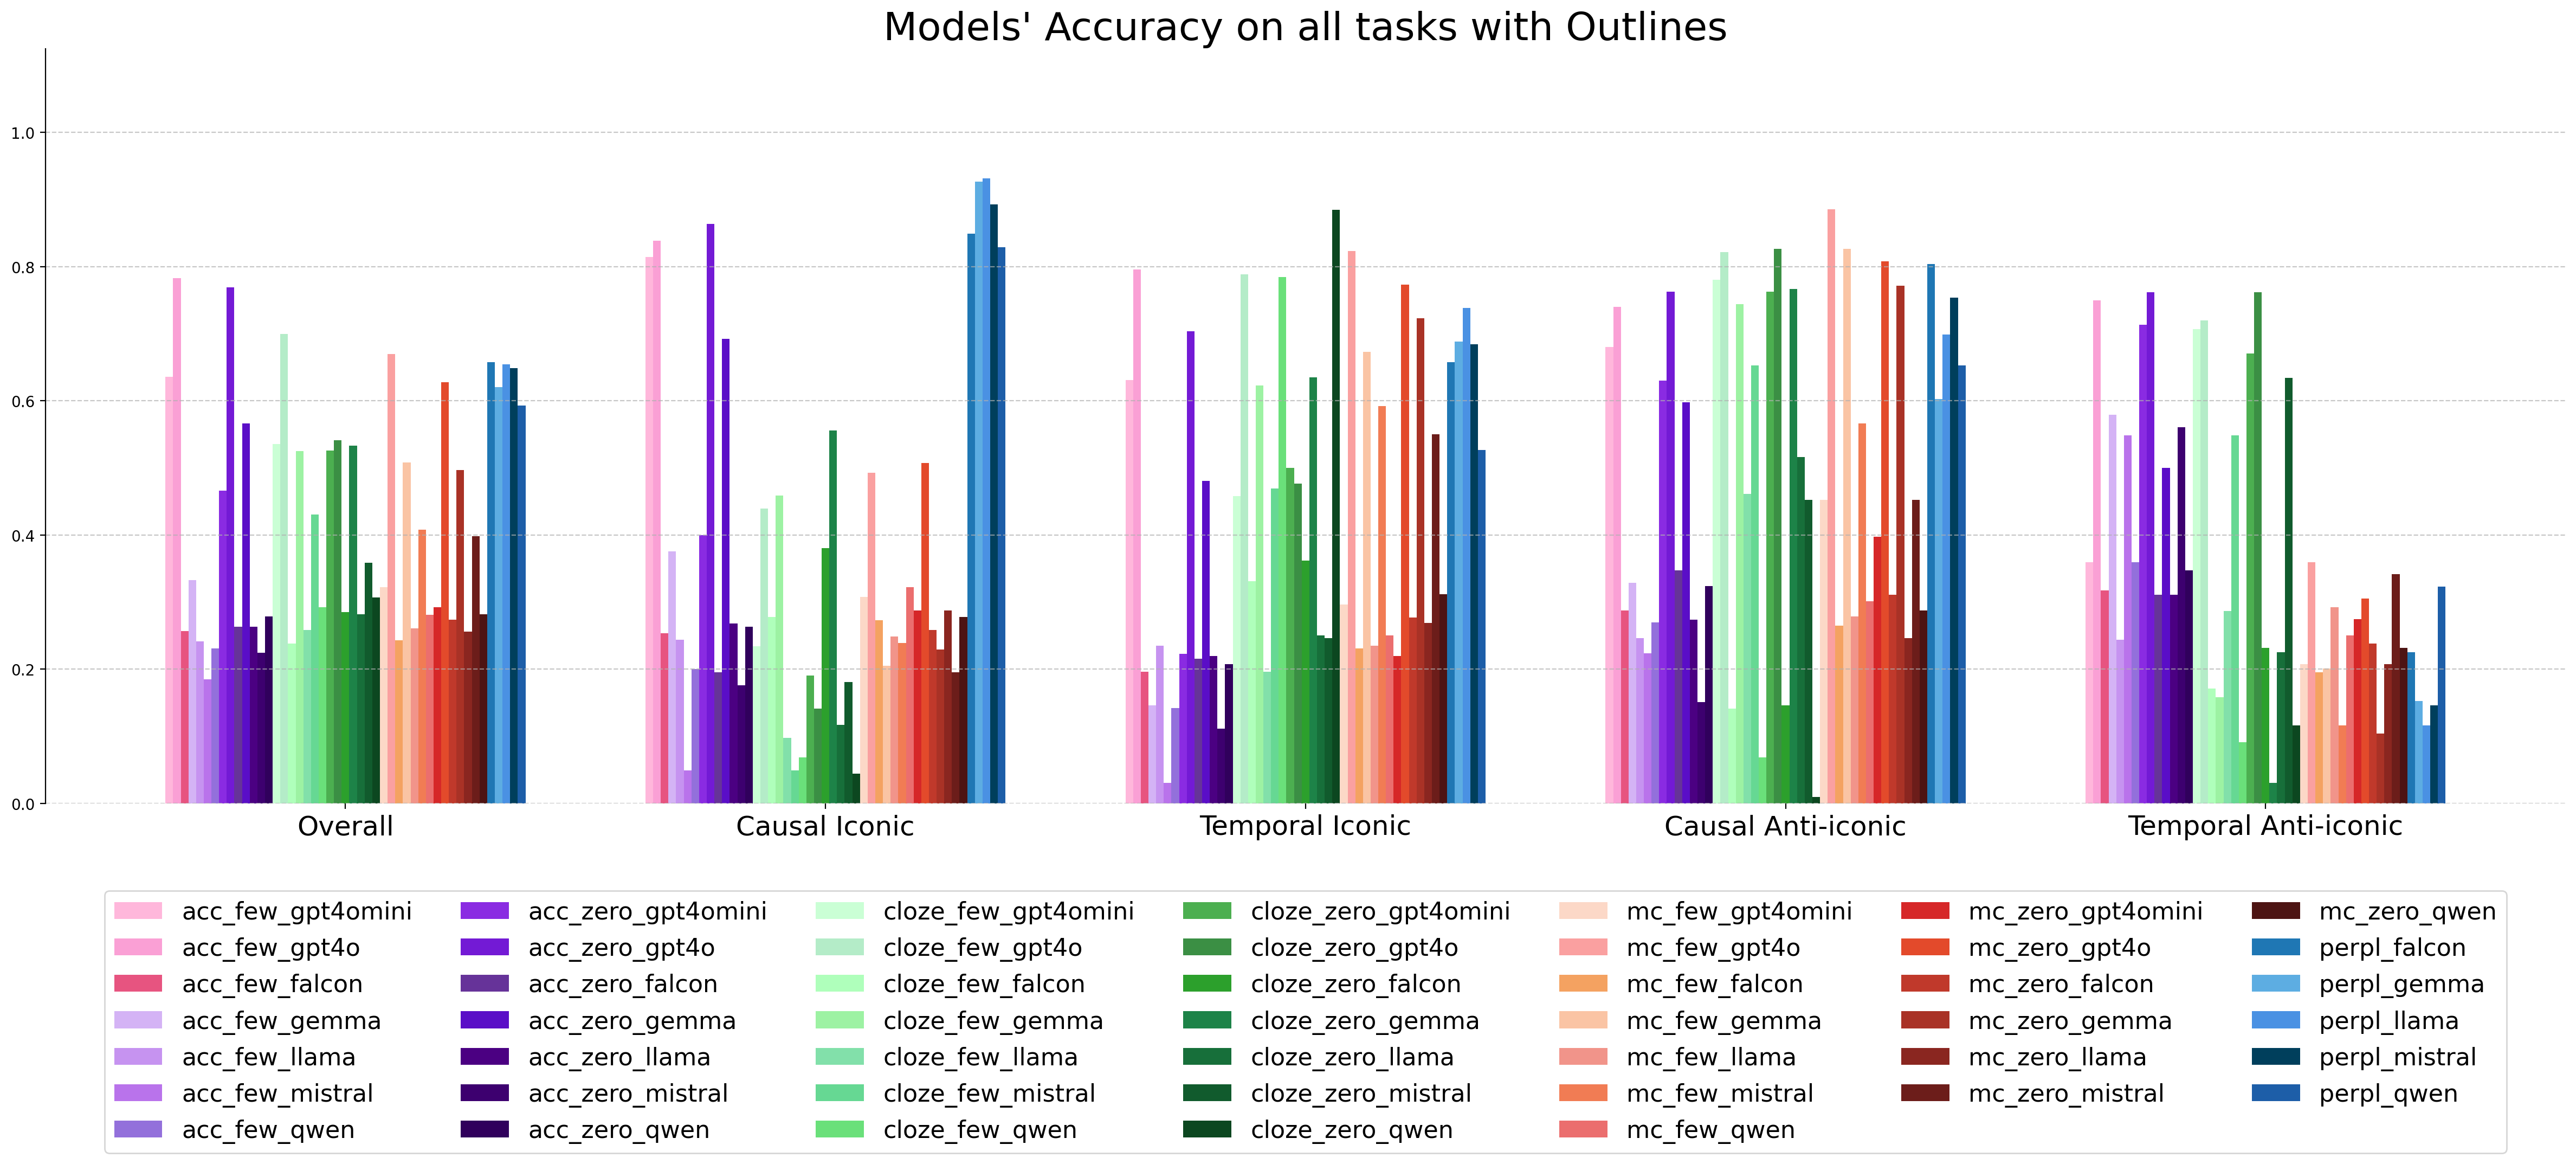 Models' Accuracy on all tasks with Outlines
1.0
0.8
0.6
0.4
0.2
0.0
Overall Causal Iconic Temporal Iconic Causal Anti-iconic Temporal Anti-iconic
acc_few_gpt4omini acc_zero_gpt4omini cloze_few_gpt4omini cloze_zero_gpt4omini mc_few_gpt4omini mc_zero_gpt4omini mc_zero_qwen
acc_few_gpt4o acc_zero_gpt4o cloze_few_gpt4o cloze_zero_gpt4o mc_few_gpt4o mc_zero_gpt4o perpl_falcon
acc_few_falcon acc_zero_falcon cloze_few_falcon cloze_zero_falcon mc_few_falcon mc_zero_falcon perpl_gemma
acc_few_gemma acc_zero_gemma cloze_few_gemma cloze_zero_gemma mc_few_gemma mc_zero_gemma perpl_llama
acc_few_llama acc_zero_llama cloze_few_llama cloze_zero_llama mc_few_llama mc_zero_llama perpl_mistral
acc_few_mistral acc_zero_mistral cloze_few_mistral cloze_zero_mistral mc_few_mistral mc_zero_mistral perpl_qwen
acc_few_qwen acc_zero_qwen cloze_few_qwen cloze_zero_qwen mc_few_qwen